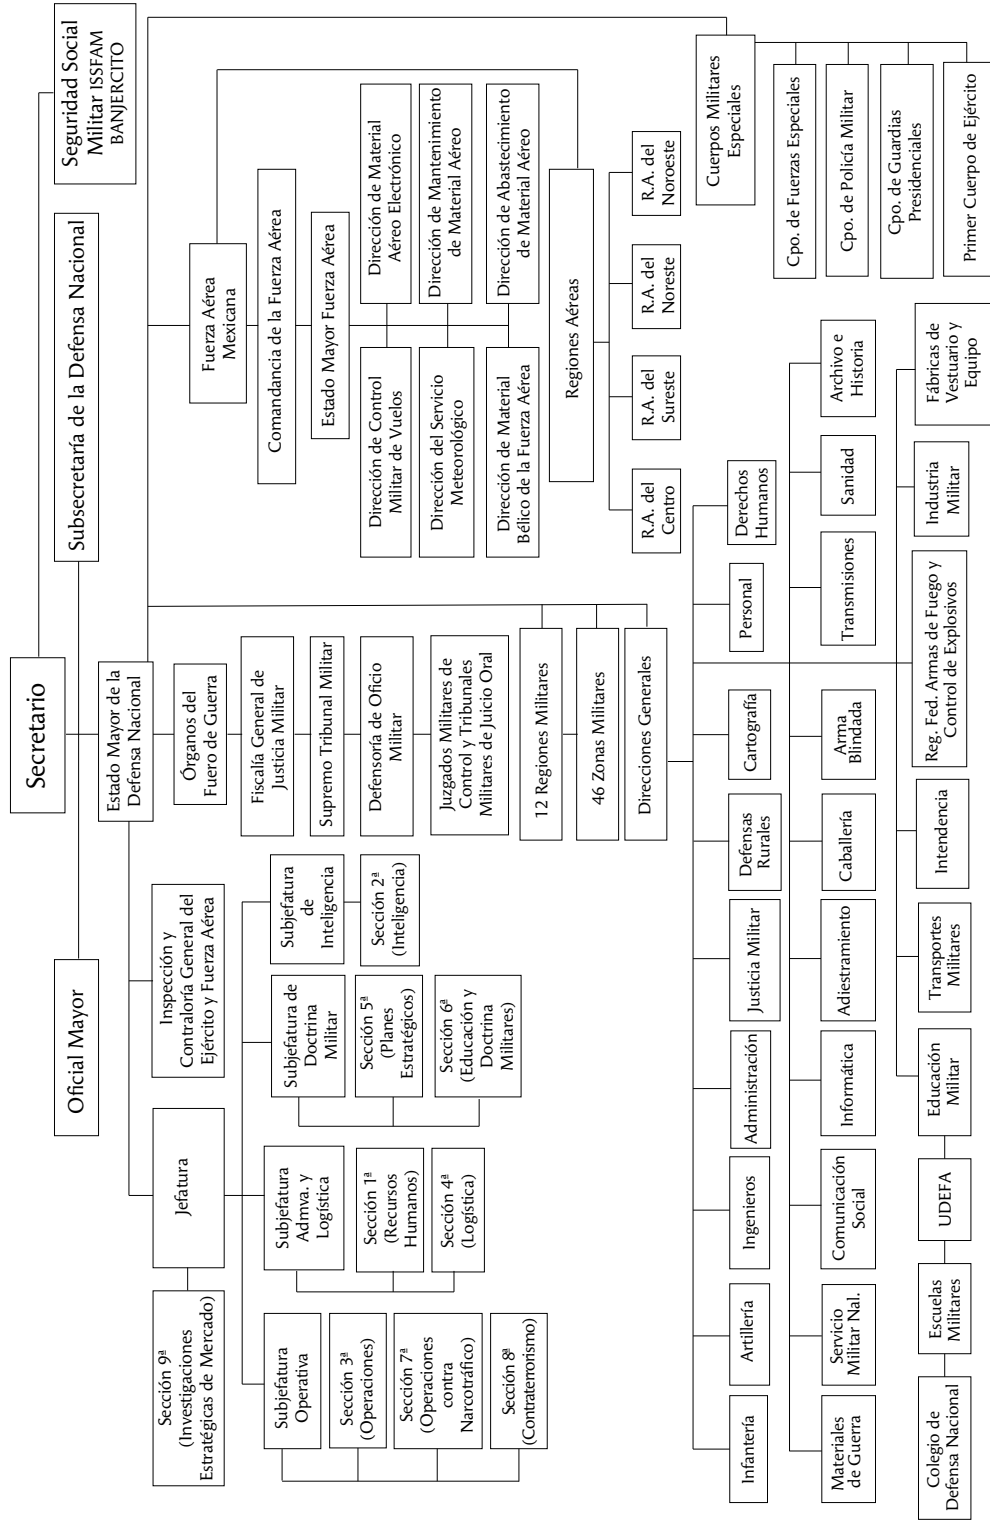 Secretario
Seguridad Social
Militar ISSFAM
BANJERCITO
Oficial Mayor
Subsecretaría de la Defensa Nacional
Estado Mayor de la
Defensa Nacional
Sección 9ª
(Investigaciones
Estratégicas de Mercado)
Jefatura
Inspección y
Contraloría General del
Ejército y Fuerza Aérea
Órganos del
Fuero de Guerra
Fiscalía General de
Justicia Militar
Supremo Tribunal Militar
Defensoría de Oficio
Militar
Juzgados Militares de
Control y Tribunales
Militares de Juicio Oral
12 Regiones Militares
46 Zonas Militares
Direcciones Generales
Subjefatura
Operativa
Sección 3ª
(Operaciones)
Sección 7ª
(Operaciones
contra
Narcotráfico)
Sección 8ª
(Contraterrorismo)
Subjefatura
Admva. y
Logística
Sección 1ª
(Recursos
Humanos)
Sección 4ª
(Logística)
Subjefatura de
Doctrina
Militar
Sección 5ª
(Planes
Estratégicos)
Sección 6ª
(Educación y
Doctrina
Militares)
Subjefatura
de
Inteligencia
Sección 2ª
(Inteligencia)
Fuerza Aérea
Mexicana
Comandancia de la Fuerza Aérea
Estado Mayor Fuerza Aérea
Dirección de Control
Militar de Vuelos
Dirección de Material
Aéreo Electrónico
Dirección del Servicio
Meteorológico
Dirección de Mantenimiento
de Material Aéreo
Dirección de Material
Bélico de la Fuerza Aérea
Dirección de Abastecimiento
de Material Aéreo
Regiones Aéreas
R.A. del
Centro
R.A. del
Sureste
R.A. del
Noreste
R.A. del
Noroeste
Cuerpos Militares
Especiales
Cpo. de Fuerzas Especiales
Cpo. de Policía Militar
Cpo. de Guardias
Presidenciales
Primer Cuerpo de Ejército
Infantería
Artillería
Ingenieros
Administración
Justicia Militar
Defensas
Rurales
Cartografía
Personal
Derechos
Humanos
Materiales
de Guerra
Servicio
Militar Nal.
Comunicación
Social
Informática
Adiestramiento
Caballería
Arma
Blindada
Transmisiones
Sanidad
Archivo e
Historia
Colegio de
Defensa Nacional
Escuelas
Militares
UDEFA
Educación
Militar
Transportes
Militares
Intendencia
Reg. Fed. Armas de Fuego y
Control de Explosivos
Industria
Militar
Fábricas de
Vestuario y
Equipo